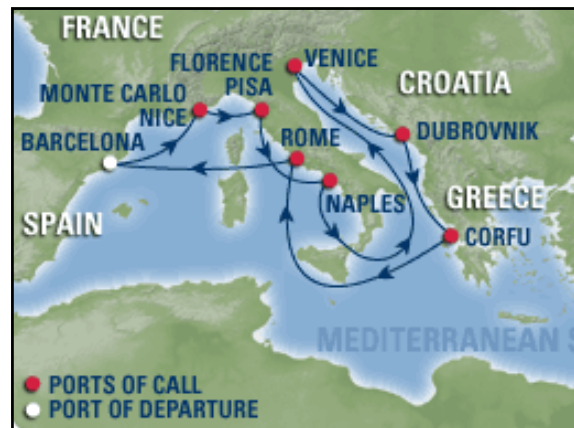 FRANCE
FLORENCE
PISA
VENICE
CROATIA
MONTE CARLO
NICE
BARCELONA
ROME
DUBROVNIK
NAPLES
GREECE
CORFU
SPAIN
MEDITERRANEAN S
PORTS OF CALL
PORT OF DEPARTURE